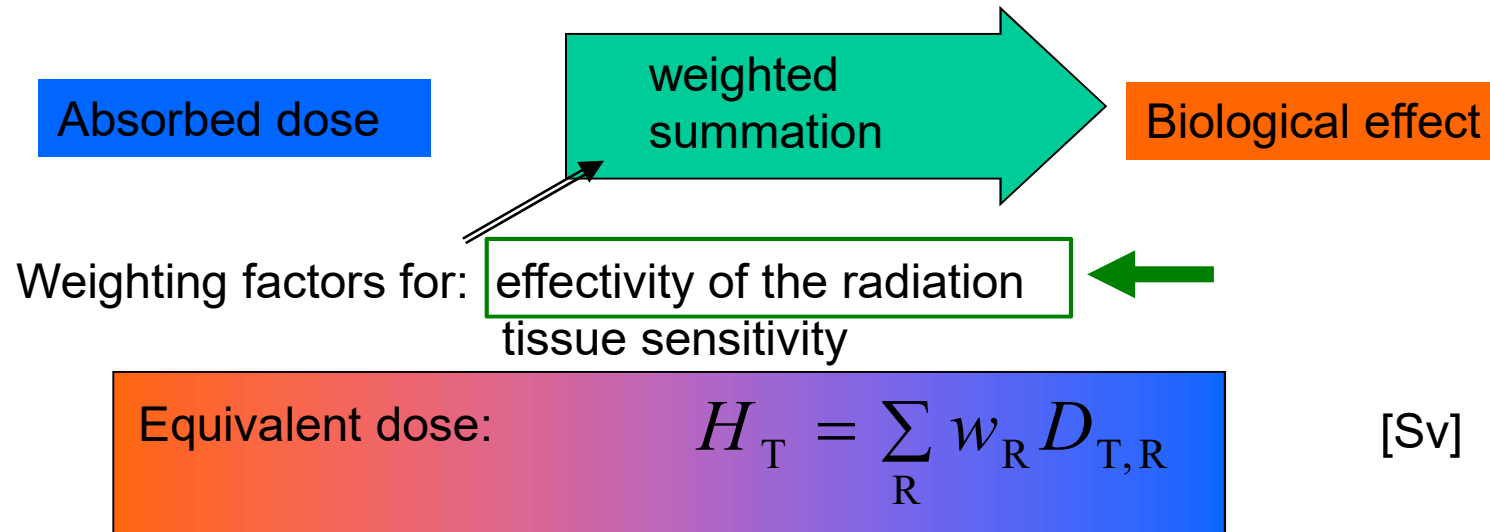 Absorbed dose
weighted
summation
Biological effect
Weighting factors for: effectivity of the radiation
tissue sensitivity
Equivalent dose: H_T = ∑_R w_R D_T,R [Sv]